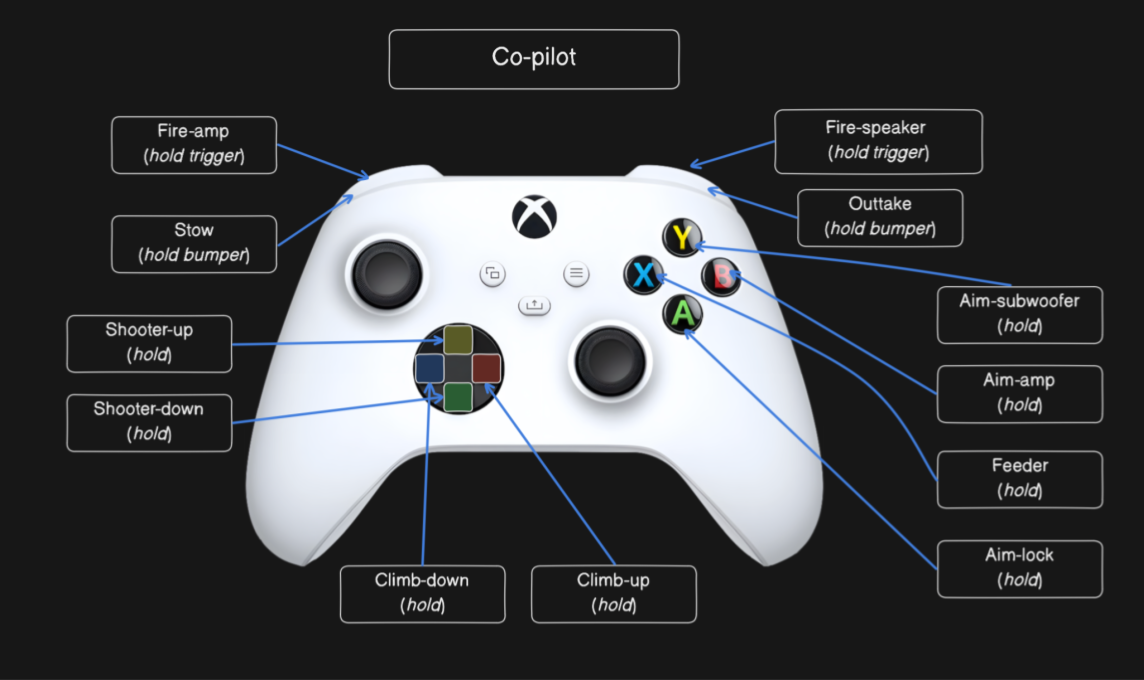 Co-pilot
Fire-amp
(hold trigger)
Fire-speaker
(hold trigger)
Stow
(hold bumper)
Outtake
(hold bumper)
Y
X
B
A
Aim-subwoofer
(hold)
Shooter-up
(hold)
Aim-amp
(hold)
Shooter-down
(hold)
Feeder
(hold)
Aim-lock
(hold)
Climb-down
(hold)
Climb-up
(hold)